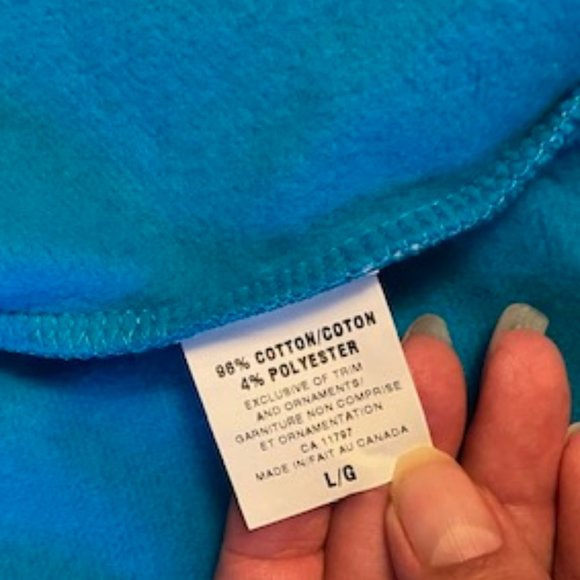 96% COTTON/COTON
4% POLYESTER
EXCLUSIVE OF TRIM
AND ORNAMENTS/
GARNITURE NON COMPRISE
ET ORNAMENTATION
CA 11797
MADE IN/FAIT AU CANADA
L/G